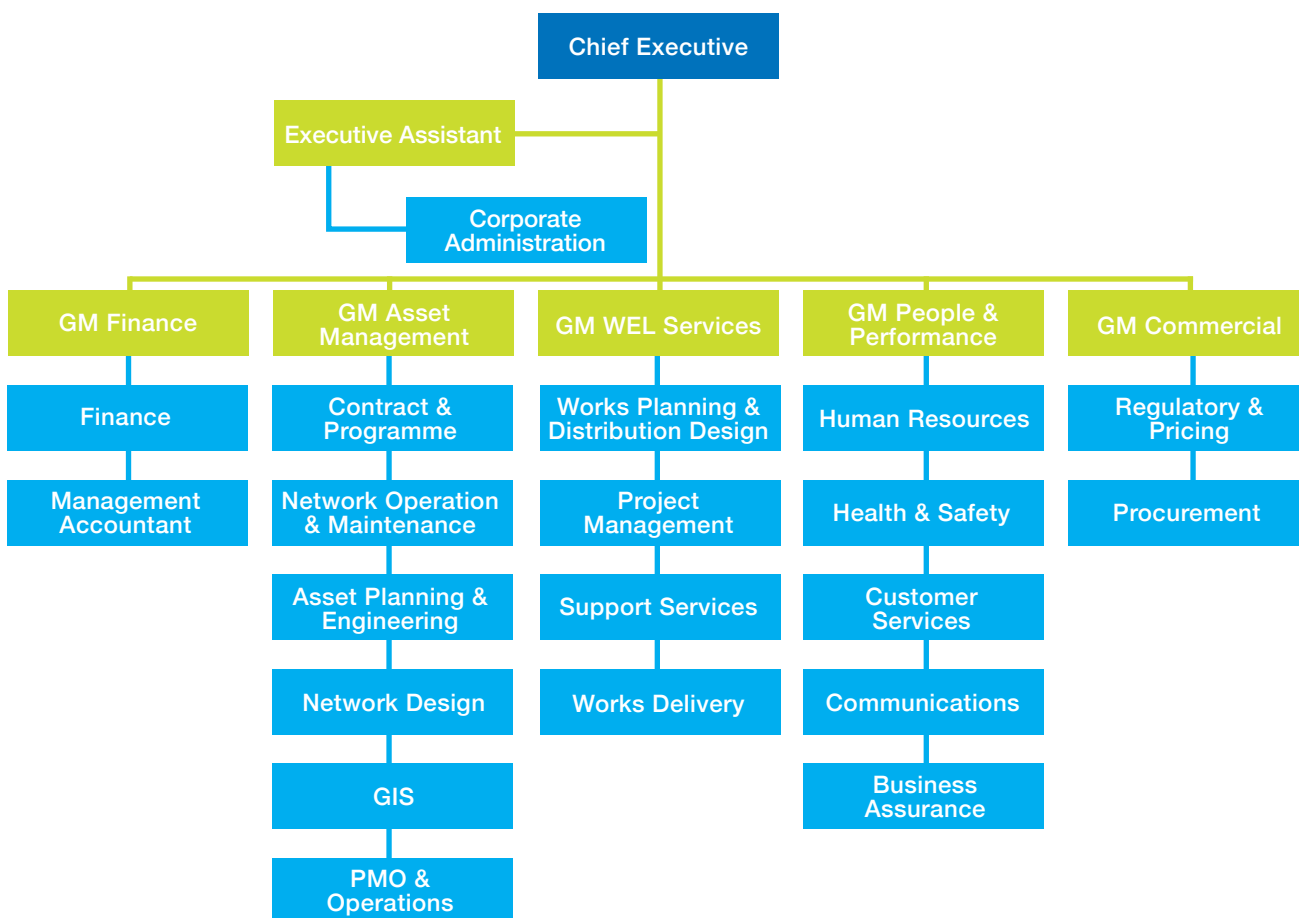 Chief Executive
Executive Assistant
Corporate
Administration
GM Finance
GM Asset
Management
GM WEL Services
GM People &
Performance
GM Commercial
Finance
Contract &
Programme
Works Planning &
Distribution Design
Human Resources
Regulatory &
Pricing
Management
Accountant
Network Operation
& Maintenance
Project
Management
Health & Safety
Procurement
Asset Planning &
Engineering
Support Services
Customer
Services
Network Design
Works Delivery
Communications
GIS
Business
Assurance
PMO &
Operations